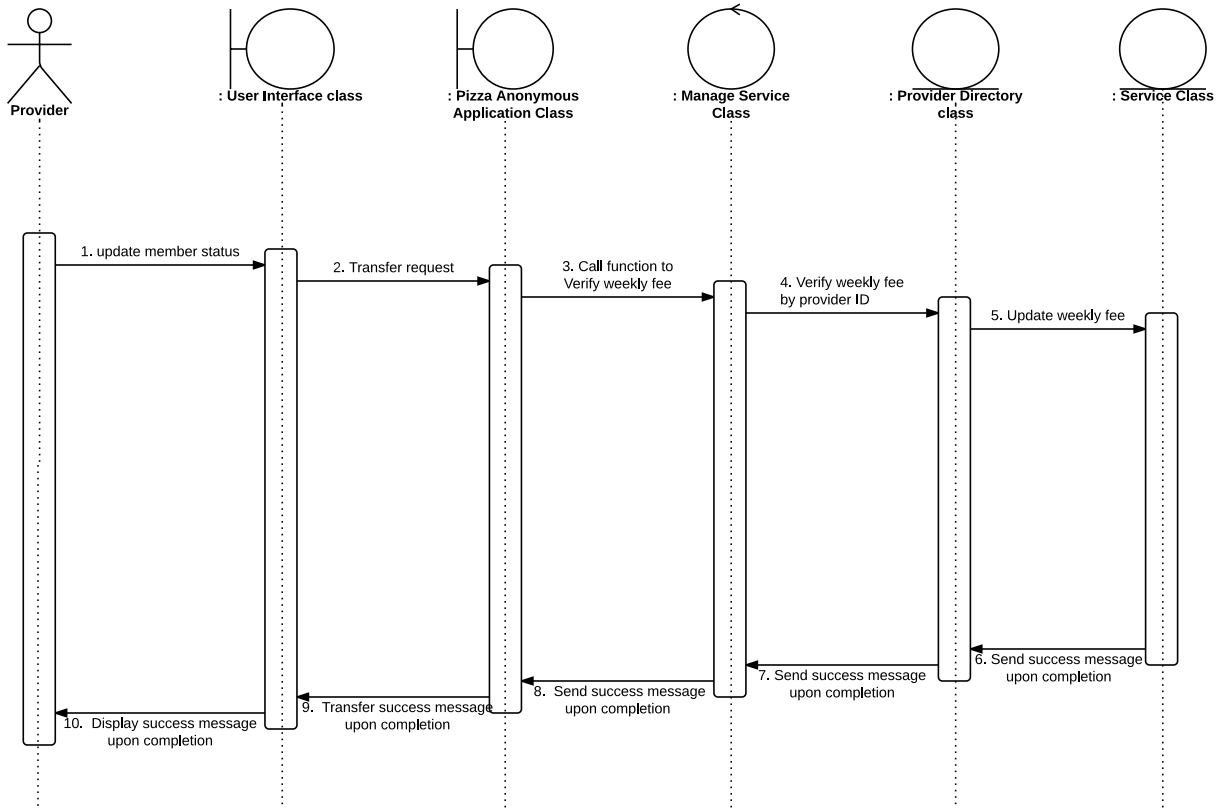 Provider
: User Interface class
: Pizza Anonymous
Application Class
: Manage Service
Class
: Provider Directory
class
: Service Class
1. update member status
2. Transfer request
3. Call function to
Verify weekly fee
4. Verify weekly fee
by provider ID
5. Update weekly fee
6. Send success message
upon completion
7. Send success message
upon completion
8. Send success message
upon completion
9. Transfer success message
upon completion
10. Display success message
upon completion